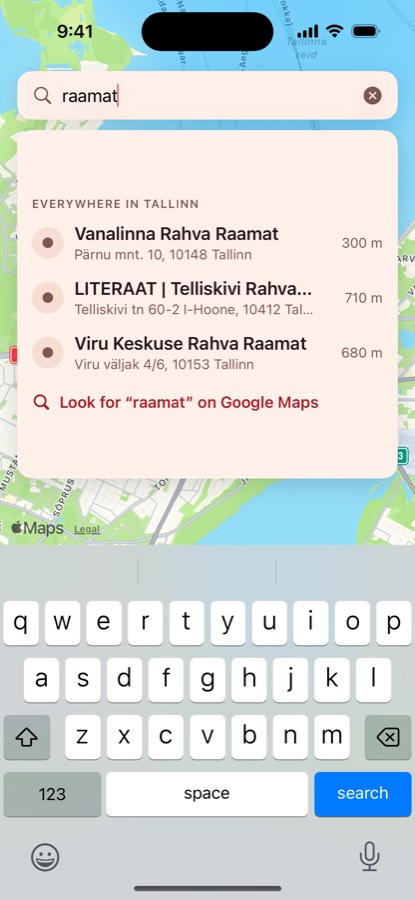 9:41
Tallinna
reid
raamat
EVERYWHERE IN TALLINN
Vanalinna Rahva Raamat
Pärnu mnt. 10, 10148 Tallinn
300 m
LITERAAT | Telliskivi Rahva...
Telliskivi tn 60-2 I-Hoone, 10412 Tal...
710 m
Viru Keskuse Rahva Raamat
Viru väljak 4/6, 10153 Tallinn
680 m
Look for “raamat” on Google Maps
Maps Legal
q w e r t y u i o p
a s d f g h j k l
z x c v b n m
123 space search